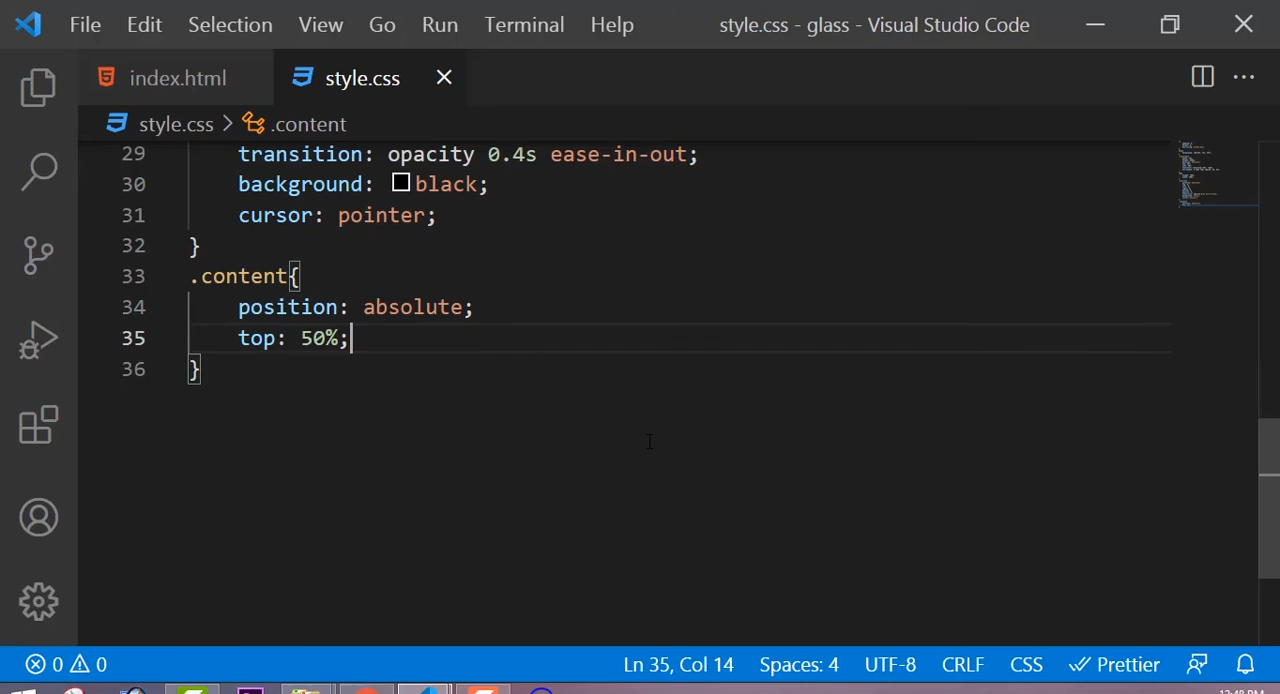 File Edit Selection View Go Run Terminal Help style.css - glass - Visual Studio Code
index.html style.css
style.css > .content
29 transition: opacity 0.4s ease-in-out;
30 background: black;
31 cursor: pointer;
32 }
33 .content{
34 position: absolute;
35 top: 50%;
36 }
0 0 Ln 35, Col 14 Spaces: 4 UTF-8 CRLF CSS Prettier
12:48 PM